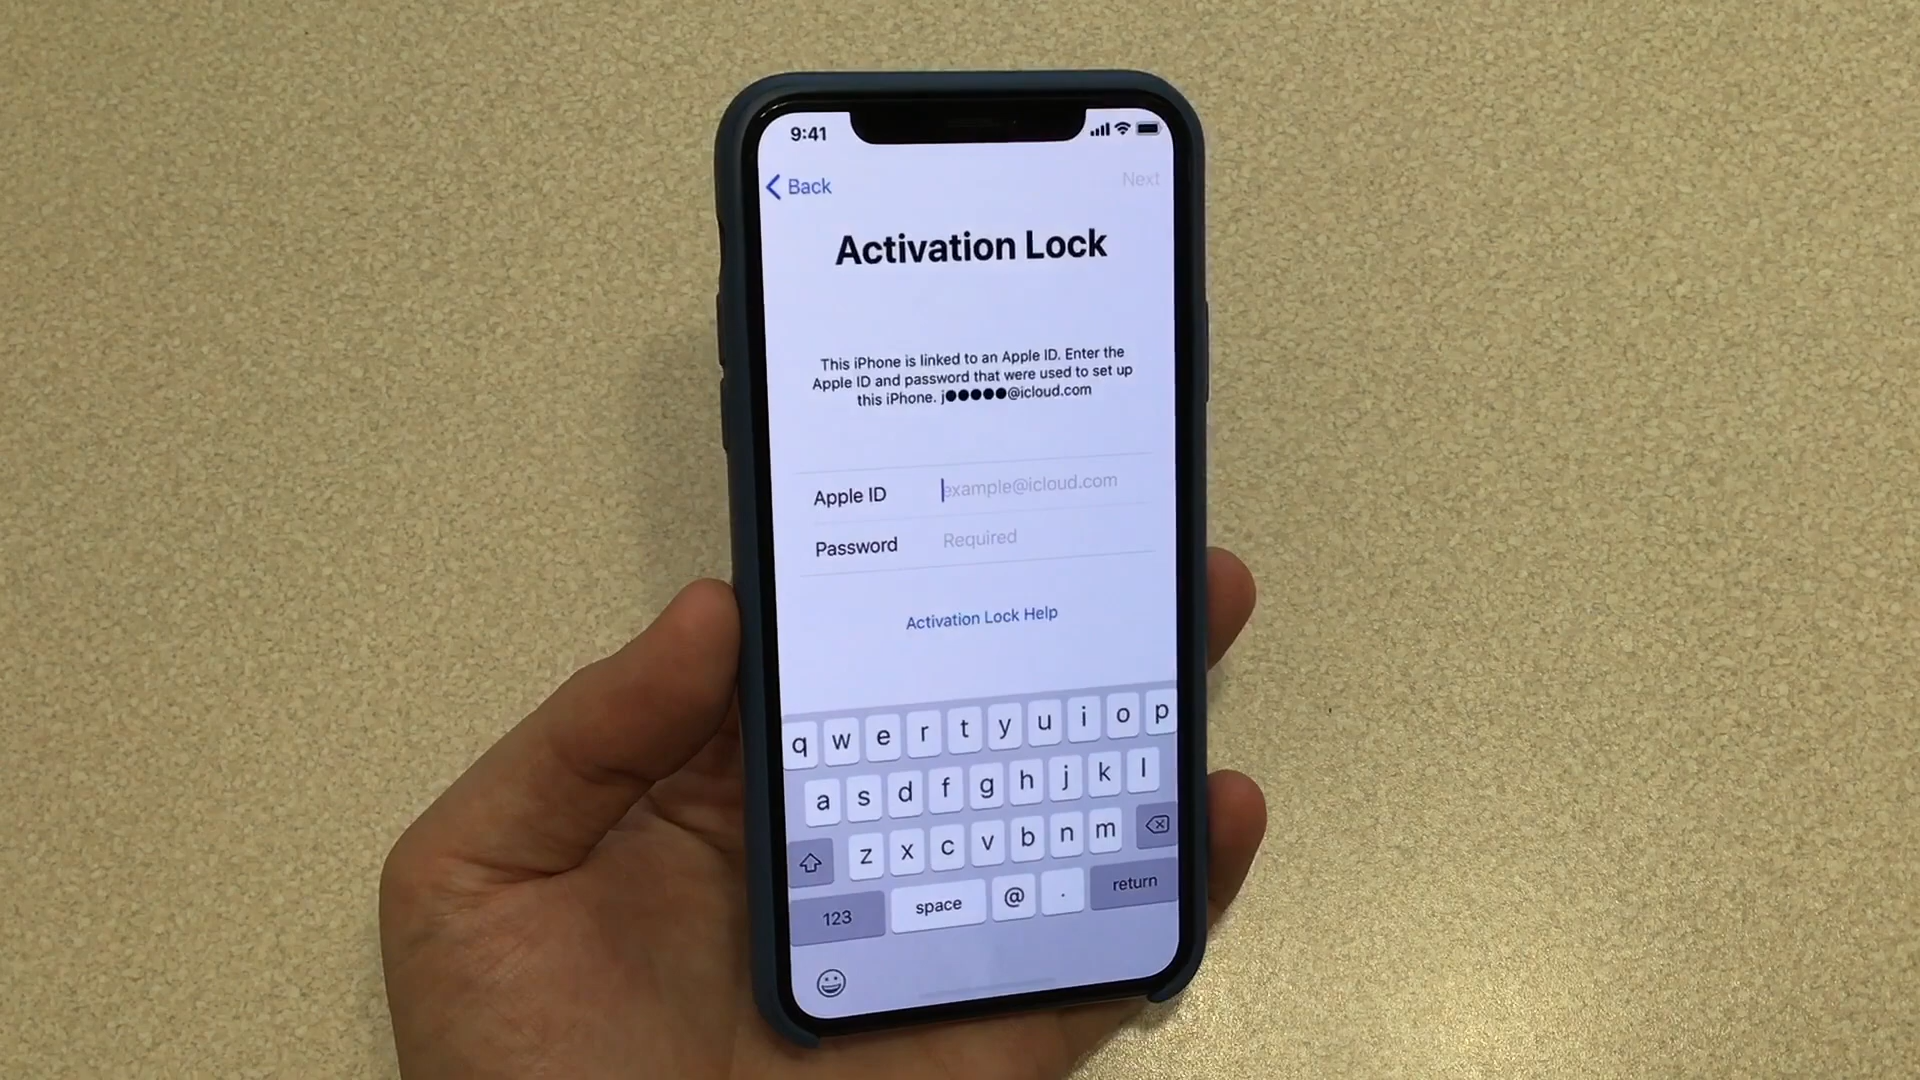 9:41
Back
Next
Activation Lock
This iPhone is linked to an Apple ID. Enter the
Apple ID and password that were used to set up
this iPhone. j●●●●●@icloud.com
Apple ID example@icloud.com
Password Required
Activation Lock Help
q w e r t y u i o p
a s d f g h j k l
z x c v b n m
123 space @ . return